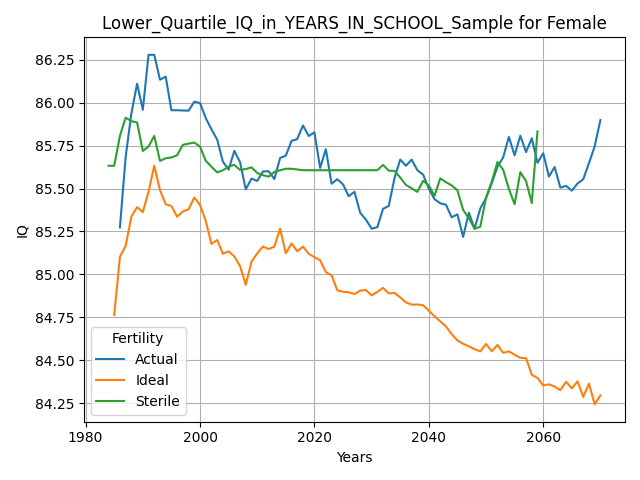 Lower_Quartile_IQ_in_YEARS_IN_SCHOOL_Sample for Female
86.25
86.00
85.75
85.50
85.25
85.00
84.75
84.50
84.25
IQ
Fertility
Actual
Ideal
Sterile
1980 2000 2020 2040 2060
Years